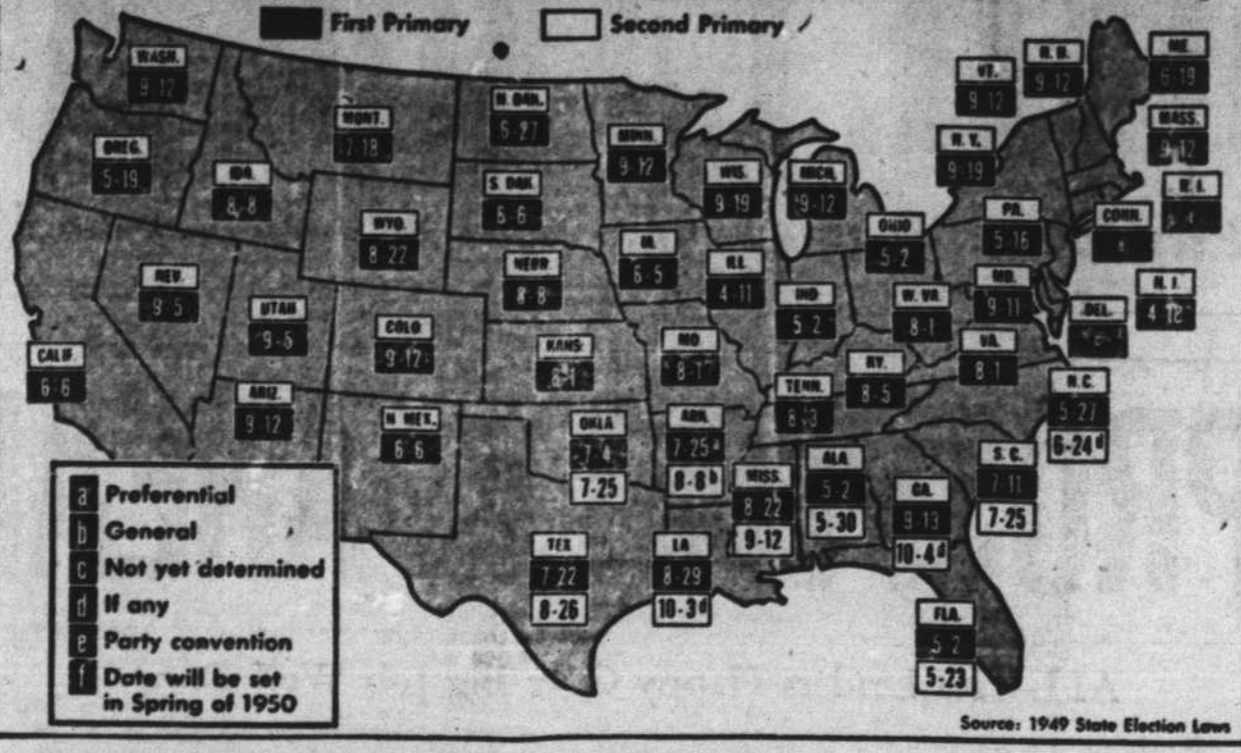 First Primary
Second Primary
WASH.
9-12
OREG.
5-19
CALIF.
6-6
IDA.
8-8
NEV.
9-5
UTAH
9-5
ARIZ.
9-12
MONT.
7-18
WYO.
8-22
COLO
9-12
N. MEX.
6-6
N. DAK.
6-27
S. DAK.
6-6
NEBR
8-8
KANS
8-1
OKLA
7-4
7-25
TEX
7-22
8-26
MINN.
9-12
IA.
6-5
MO
8-1
ARK.
7-25 a
8-8 b
LA
8-29
10-3 d
WIS.
9-19
ILL
4-11
MICH.
9-12
IND
5-2
OHIO
5-2
KY.
8-5
TENN.
8-3
MISS.
8-22
9-12
ALA.
5-2
5-30
GA.
9-13
10-4 d
FLA.
5-2
5-23
S. C.
7-11
7-25
N.C.
5-27
6-24 d
VA.
8-1
W. VA.
8-1
MD.
9-11
DEL.
PA.
5-16
N. J.
4-18
N. Y.
9-19
CONN.
R. I.
MASS.
9-12
VT.
9-12
N. H.
9-12
ME.
6-19
a Preferential
b General
c Not yet determined
d If any
e Party convention
f Date will be set
in Spring of 1950
Source: 1949 State Election Laws